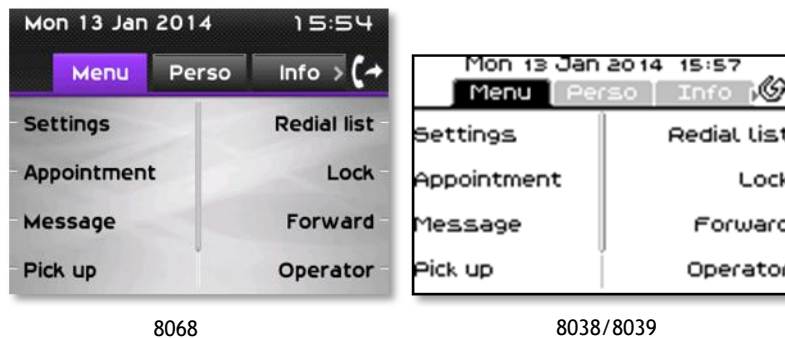 Mon 13 Jan 2014 15:54
Menu Perso Info >
Settings Redial list
Appointment Lock
Message Forward
Pick up Operator
8068
Mon 13 Jan 2014 15:57
Menu Perso Info
Settings Redial list
Appointment Lock
Message Forward
Pick up Operator
8038/8039